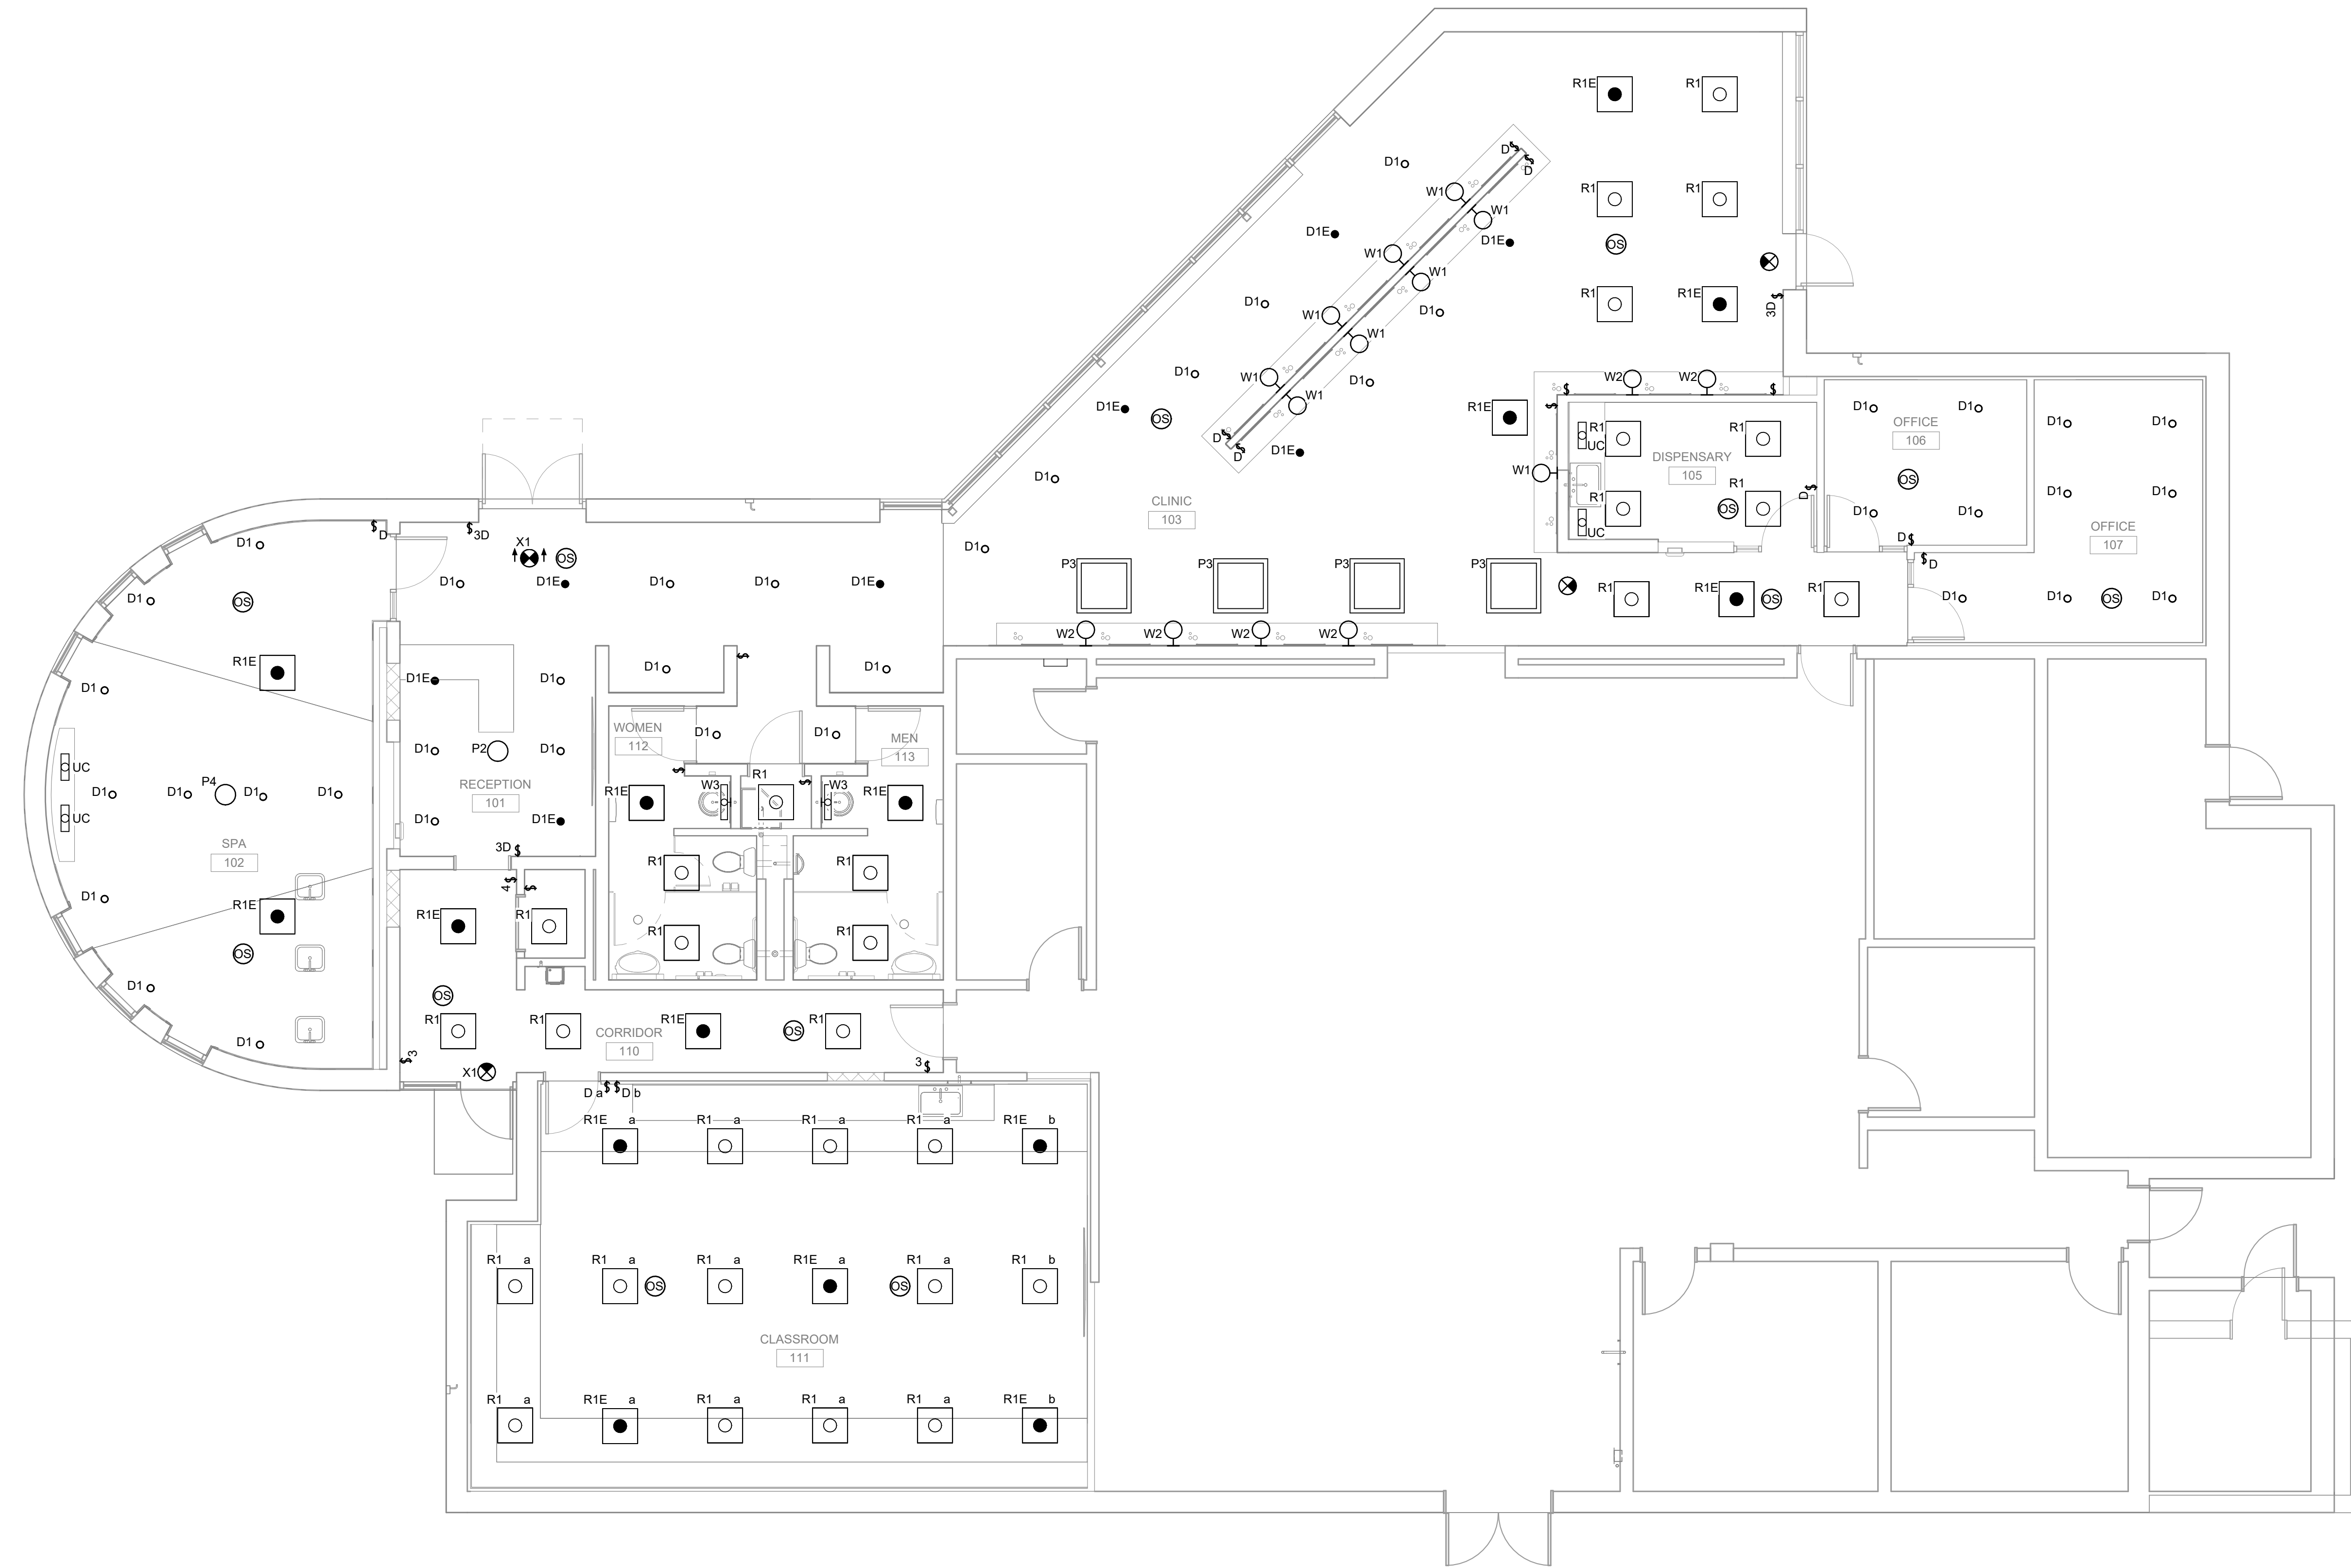 R1E R1
D1 D D
W1 R1 R1
W1
D1E D1E OS
W1
W1
D1 D1 R1 R1E 3D
W1
W1
D1 D1 W1 W2 W2
W1
D1E OS R1E D1 D1 D1 D1
OFFICE
106
D D R1 R1
UC
D1E DISPENSARY
105
W1
D1 OS
CLINIC
103
R1 R1 D D1 D1 D1 D1
OS
UC
OFFICE
107
D 3D
D1 X1 OS D1 D
D
P3 P3 P3 P3
D1 D1E D1 D1 D1E
D1 OS R1 R1E OS R1 D1 D1 OS D1
W2 W2 W2 W2
R1E D1 D1
D1 D1E D1
WOMEN
112
D1 D1
MEN
113
D1 P2 D1
UC
R1
D1 D1 P4 D1 D1
RECEPTION
101
R1E W3 W3 R1E
UC D1 D1E
SPA
102
3D
R1 R1
4
D1 R1E R1E R1
R1 R1
OS
D1 OS
R1 R1 R1E OS R1
CORRIDOR
110
D1 3 3
X1
D a D b
R1E a R1 a R1 a R1 a R1E b
R1 a R1 a R1 a R1E a R1 a R1 b
OS OS
CLASSROOM
111
R1 a R1E a R1 a R1 a R1 a R1E b